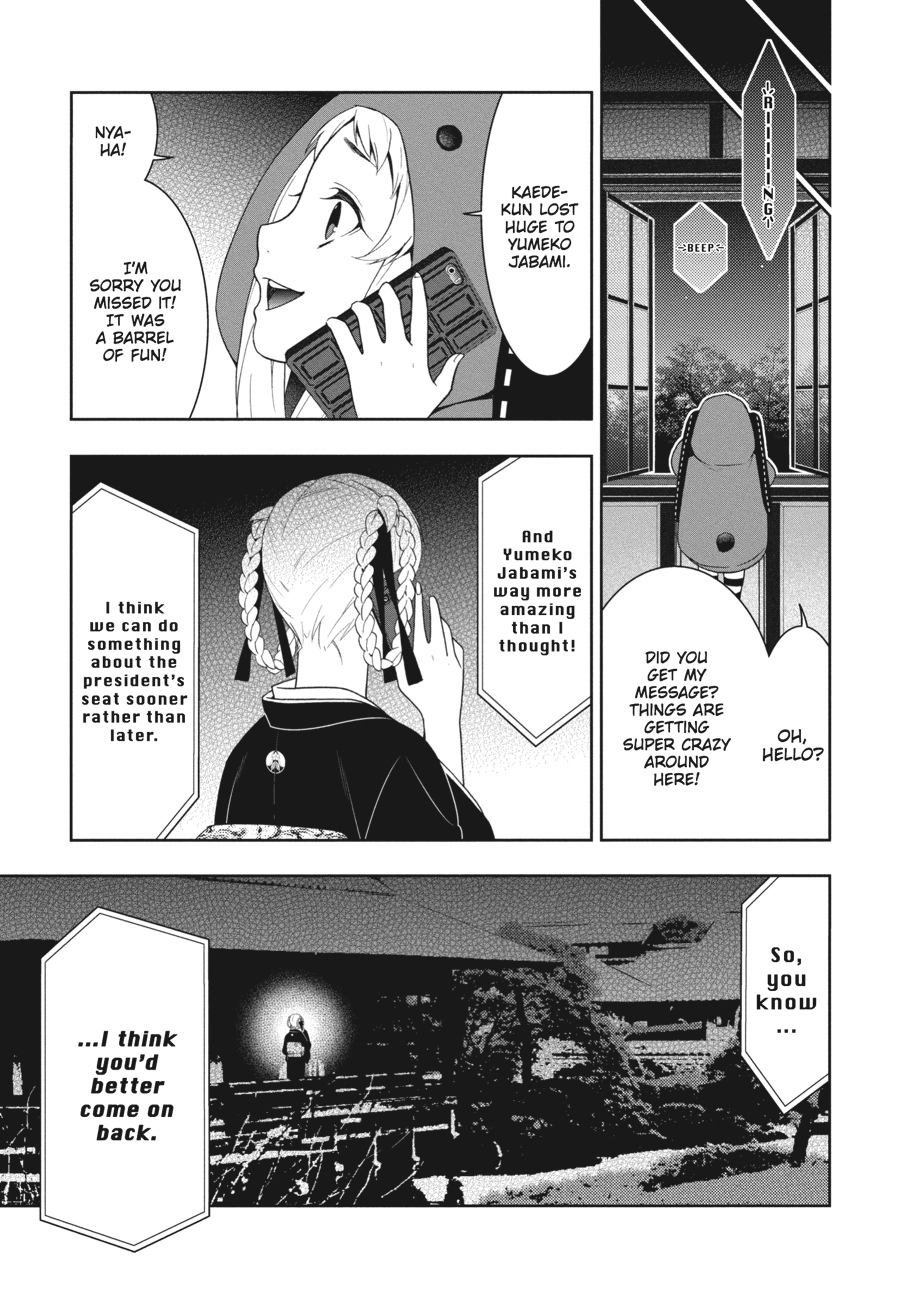 RIIIIING
BEEP
OH,
HELLO?
DID YOU
GET MY
MESSAGE?
THINGS ARE
GETTING
SUPER CRAZY
AROUND
HERE!
KAEDE-
KUN LOST
HUGE TO
YUMEKO
JABAMI.
NYA-
HA!
I'M
SORRY YOU
MISSED IT!
IT WAS
A BARREL
OF FUN!
And
Yumeko
Jabami's
way more
amazing
than I
thought!
I think
we can do
something
about the
president's
seat sooner
rather than
later.
So,
you
know
...
...I think
you'd
better
come on
back.